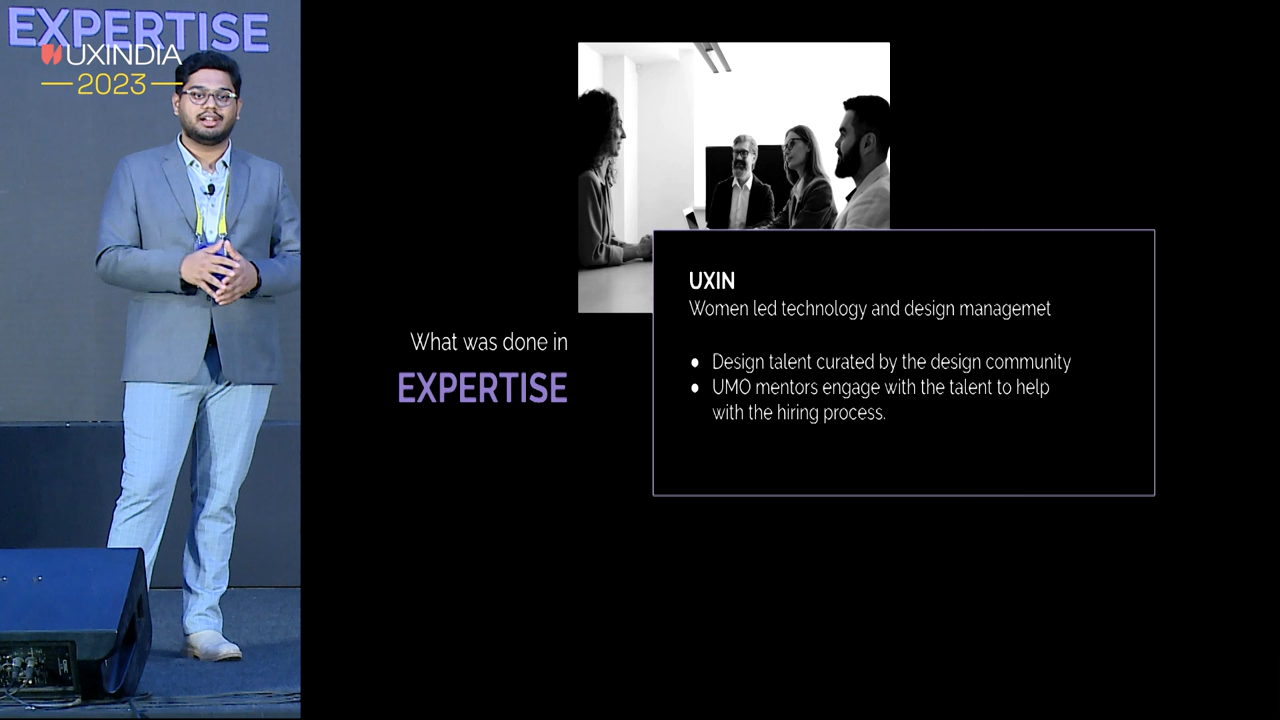 EXPERTISE
UXINDIA
2023
What was done in
EXPERTISE
UXIN
Women led technology and design managemet
● Design talent curated by the design community
● UMO mentors engage with the talent to help
with the hiring process.